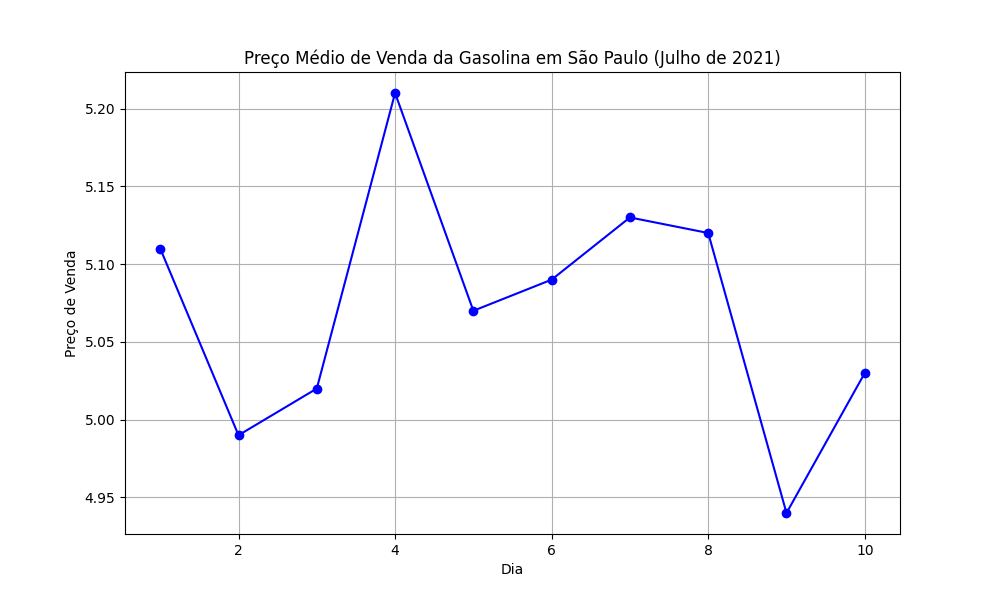 Preço Médio de Venda da Gasolina em São Paulo (Julho de 2021)
Preço de Venda
5.20
5.15
5.10
5.05
5.00
4.95
2 4 6 8 10
Dia